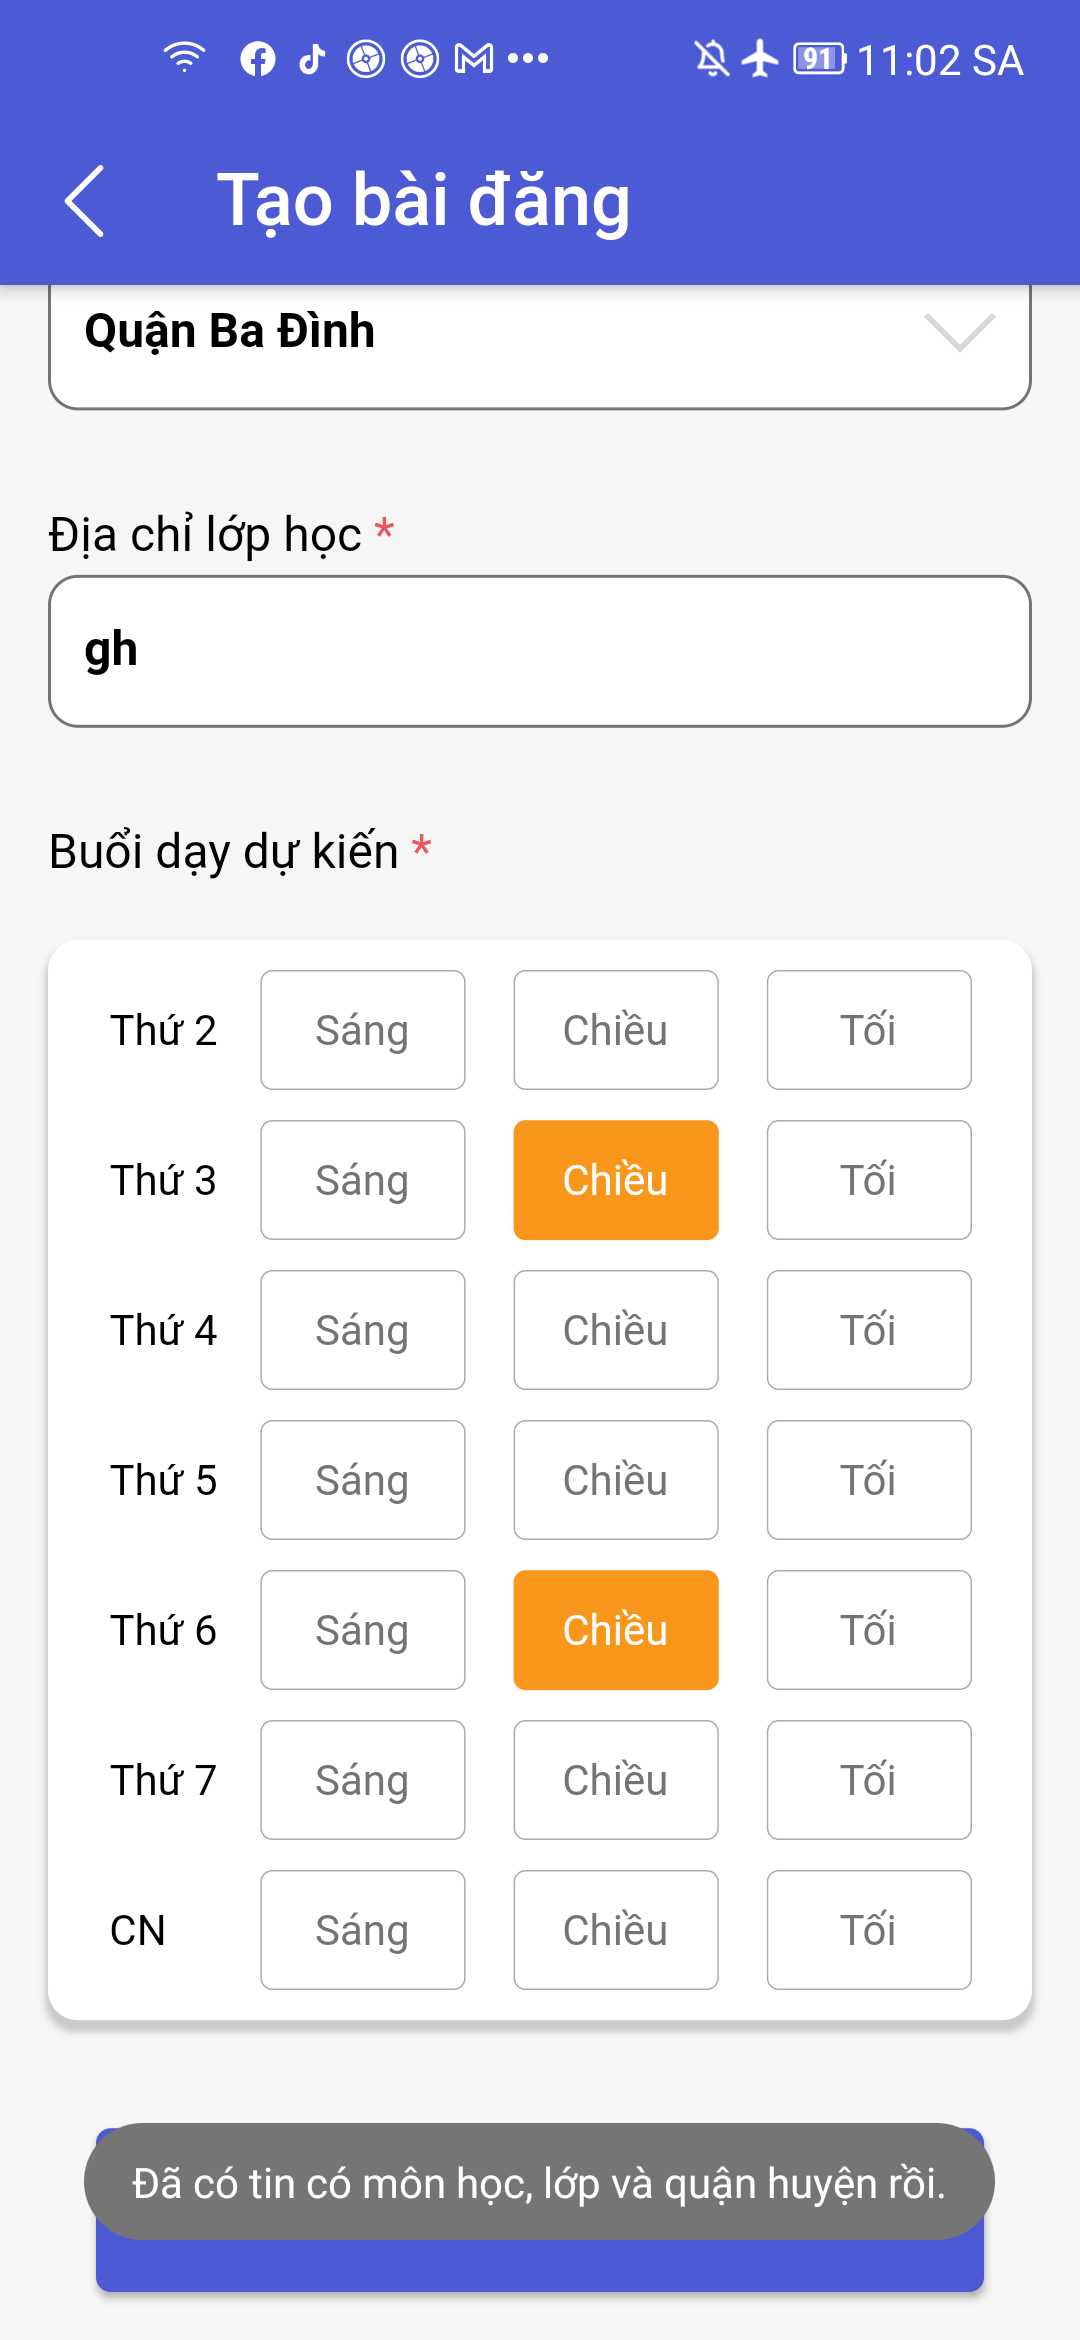 91 11:02 SA
Tạo bài đăng
Quận Ba Đình
Địa chỉ lớp học *
gh
Buổi dạy dự kiến *
Thứ 2 Sáng Chiều Tối
Thứ 3 Sáng Chiều Tối
Thứ 4 Sáng Chiều Tối
Thứ 5 Sáng Chiều Tối
Thứ 6 Sáng Chiều Tối
Thứ 7 Sáng Chiều Tối
CN Sáng Chiều Tối
Đã có tin có môn học, lớp và quận huyện rồi.